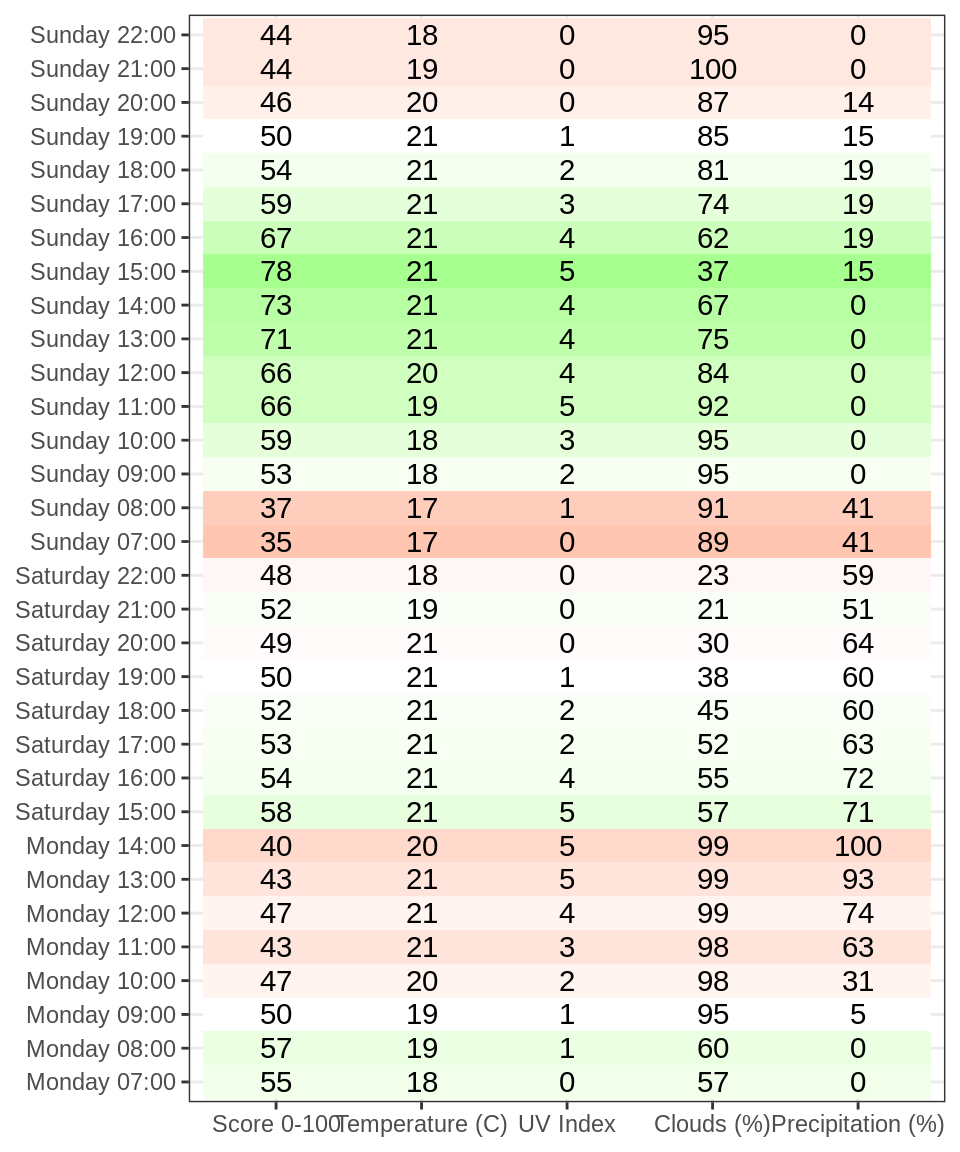 Sunday 22:00 44 18 0 95 0
Sunday 21:00 44 19 0 100 0
Sunday 20:00 46 20 0 87 14
Sunday 19:00 50 21 1 85 15
Sunday 18:00 54 21 2 81 19
Sunday 17:00 59 21 3 74 19
Sunday 16:00 67 21 4 62 19
Sunday 15:00 78 21 5 37 15
Sunday 14:00 73 21 4 67 0
Sunday 13:00 71 21 4 75 0
Sunday 12:00 66 20 4 84 0
Sunday 11:00 66 19 5 92 0
Sunday 10:00 59 18 3 95 0
Sunday 09:00 53 18 2 95 0
Sunday 08:00 37 17 1 91 41
Sunday 07:00 35 17 0 89 41
Saturday 22:00 48 18 0 23 59
Saturday 21:00 52 19 0 21 51
Saturday 20:00 49 21 0 30 64
Saturday 19:00 50 21 1 38 60
Saturday 18:00 52 21 2 45 60
Saturday 17:00 53 21 2 52 63
Saturday 16:00 54 21 4 55 72
Saturday 15:00 58 21 5 57 71
Monday 14:00 40 20 5 99 100
Monday 13:00 43 21 5 99 93
Monday 12:00 47 21 4 99 74
Monday 11:00 43 21 3 98 63
Monday 10:00 47 20 2 98 31
Monday 09:00 50 19 1 95 5
Monday 08:00 57 19 1 60 0
Monday 07:00 55 18 0 57 0
Score 0-100 Temperature (C) UV Index Clouds (%) Precipitation (%)